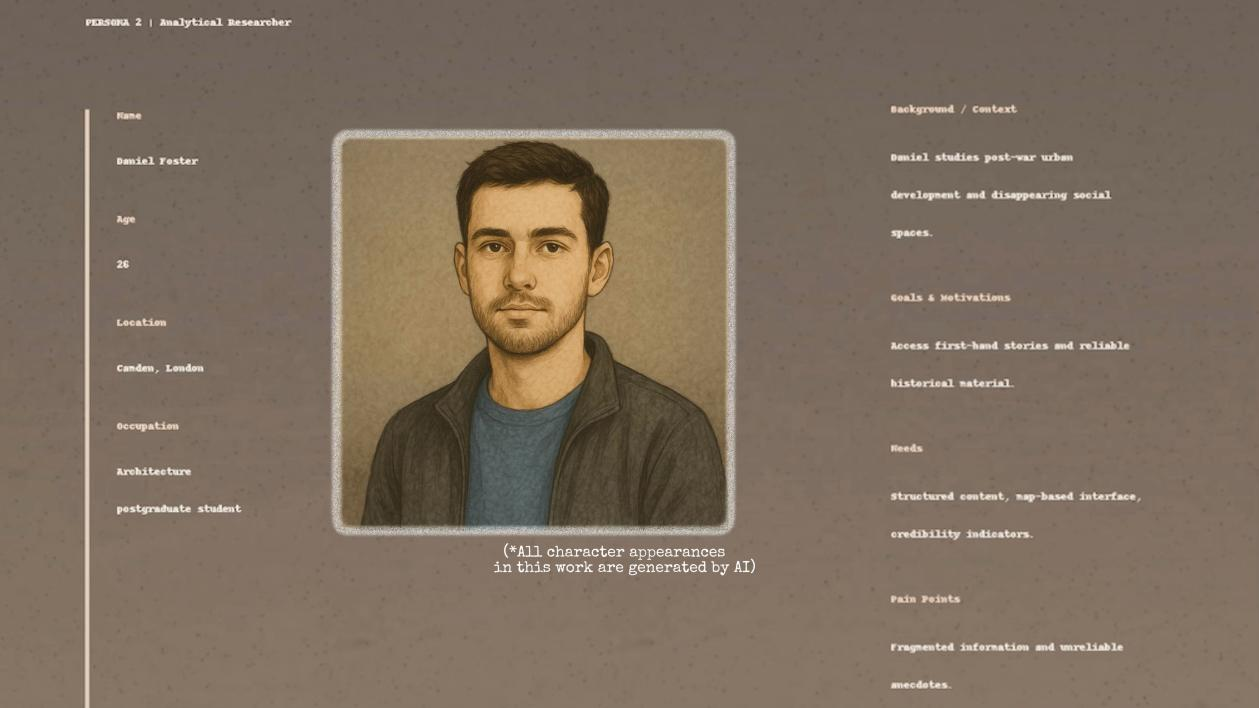 PERSONA 2 | Analytical Researcher
Name
Daniel Foster
Age
26
Location
Camden, London
Occupation
Architecture
postgraduate student
(*All character appearances
in this work are generated by AI)
Background / Context
Daniel studies post-war urban
development and disappearing social
spaces.
Goals & Motivations
Access first-hand stories and reliable
historical material.
Needs
Structured content, map-based interface,
credibility indicators.
Pain Points
Fragmented information and unreliable
anecdotes.